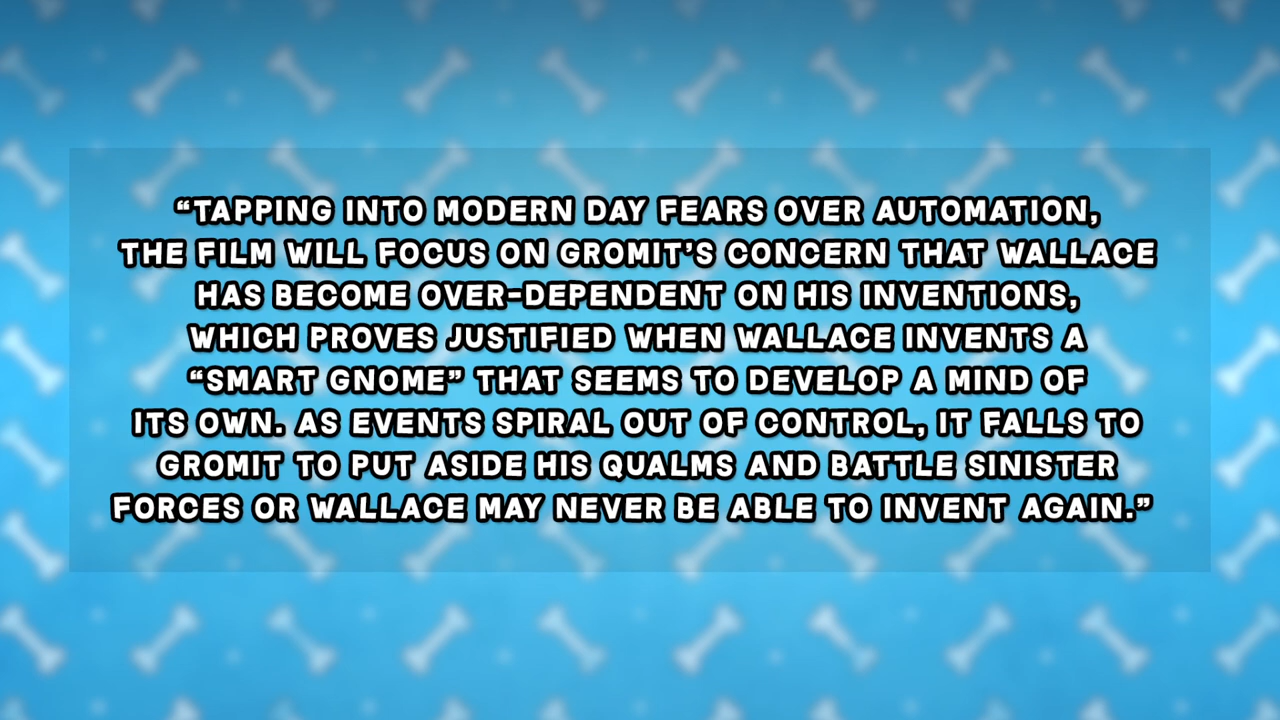 “TAPPING INTO MODERN DAY FEARS OVER AUTOMATION,
THE FILM WILL FOCUS ON GROMIT’S CONCERN THAT WALLACE
HAS BECOME OVER-DEPENDENT ON HIS INVENTIONS,
WHICH PROVES JUSTIFIED WHEN WALLACE INVENTS A
“SMART GNOME” THAT SEEMS TO DEVELOP A MIND OF
ITS OWN. AS EVENTS SPIRAL OUT OF CONTROL, IT FALLS TO
GROMIT TO PUT ASIDE HIS QUALMS AND BATTLE SINISTER
FORCES OR WALLACE MAY NEVER BE ABLE TO INVENT AGAIN.”